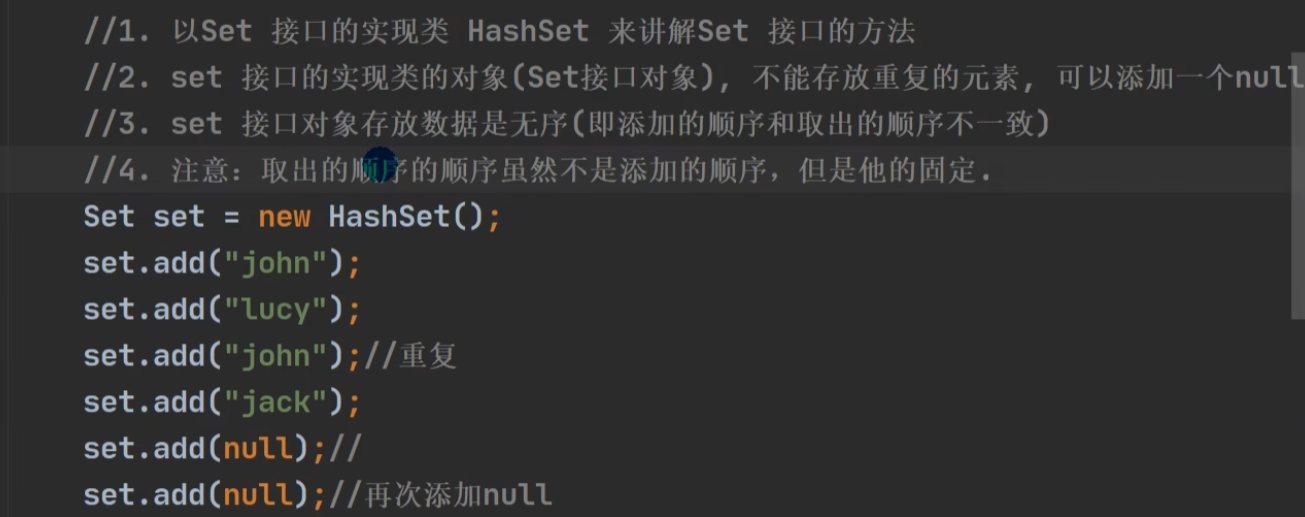 //1. 以Set 接口的实现类 HashSet 来讲解Set 接口的方法
//2. set 接口的实现类的对象(Set接口对象), 不能存放重复的元素, 可以添加一个null
//3. set 接口对象存放数据是无序(即添加的顺序和取出的顺序不一致)
//4. 注意：取出的顺序的顺序虽然不是添加的顺序，但是他的固定.
Set set = new HashSet();
set.add("john");
set.add("lucy");
set.add("john");//重复
set.add("jack");
set.add(null);//
set.add(null);//再次添加null